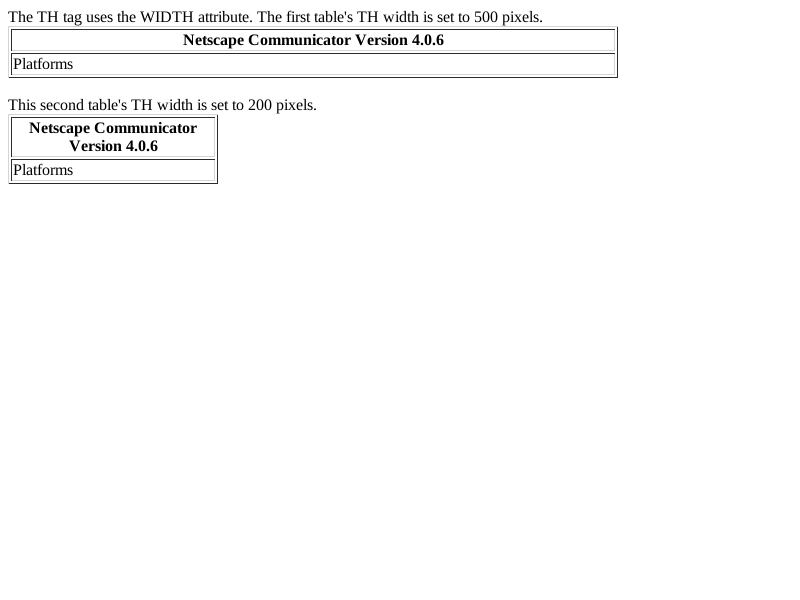 The TH tag uses the WIDTH attribute. The first table's TH width is set to 500 pixels.
Netscape Communicator Version 4.0.6
Platforms
This second table's TH width is set to 200 pixels.
Netscape Communicator
Version 4.0.6
Platforms